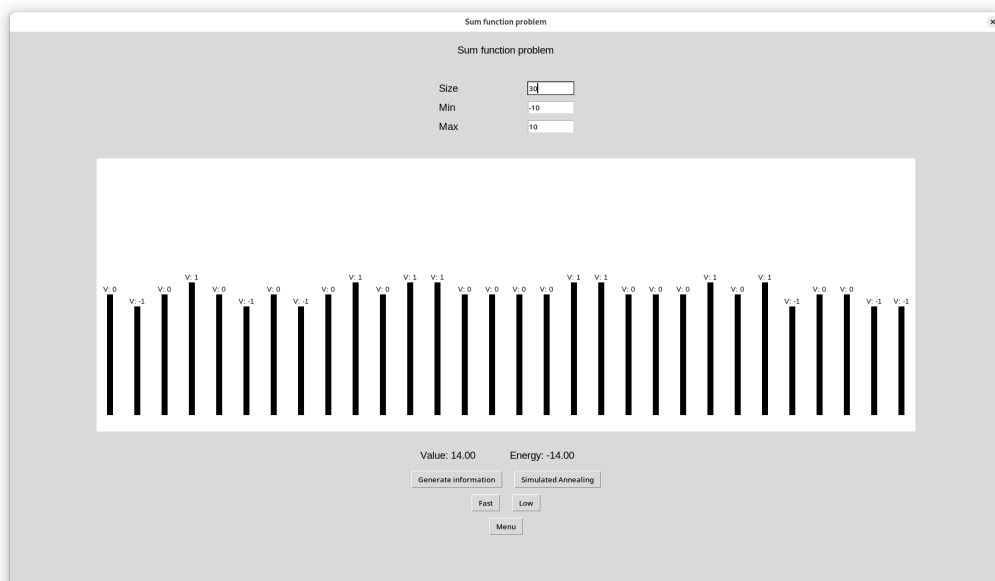 Sum function problem
Sum function problem
Size 30
Min -10
Max 10
V: 0 V: -1 V: 0 V: 1 V: 0 V: -1 V: 0 V: -1 V: 0 V: 1 V: 0 V: 1 V: 1 V: 0 V: 0 V: 0 V: 0 V: 1 V: 1 V: 0 V: 0 V: 0 V: 1 V: 0 V: 1 V: -1 V: 0 V: 0 V: -1 V: -1
Value: 14.00 Energy: -14.00
Generate information Simulated Annealing
Fast Low
Menu